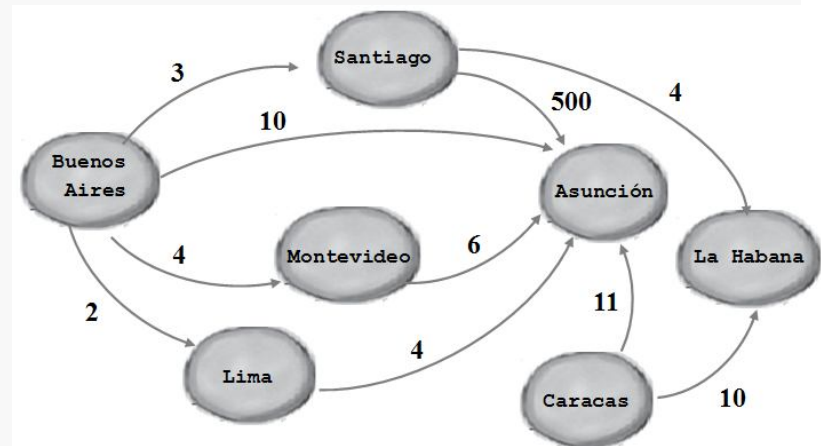 Santiago
3
500
4
10
Buenos
Aires
Asunción
Montevideo
6
La Habana
4
2
11
4
Lima
Caracas
10